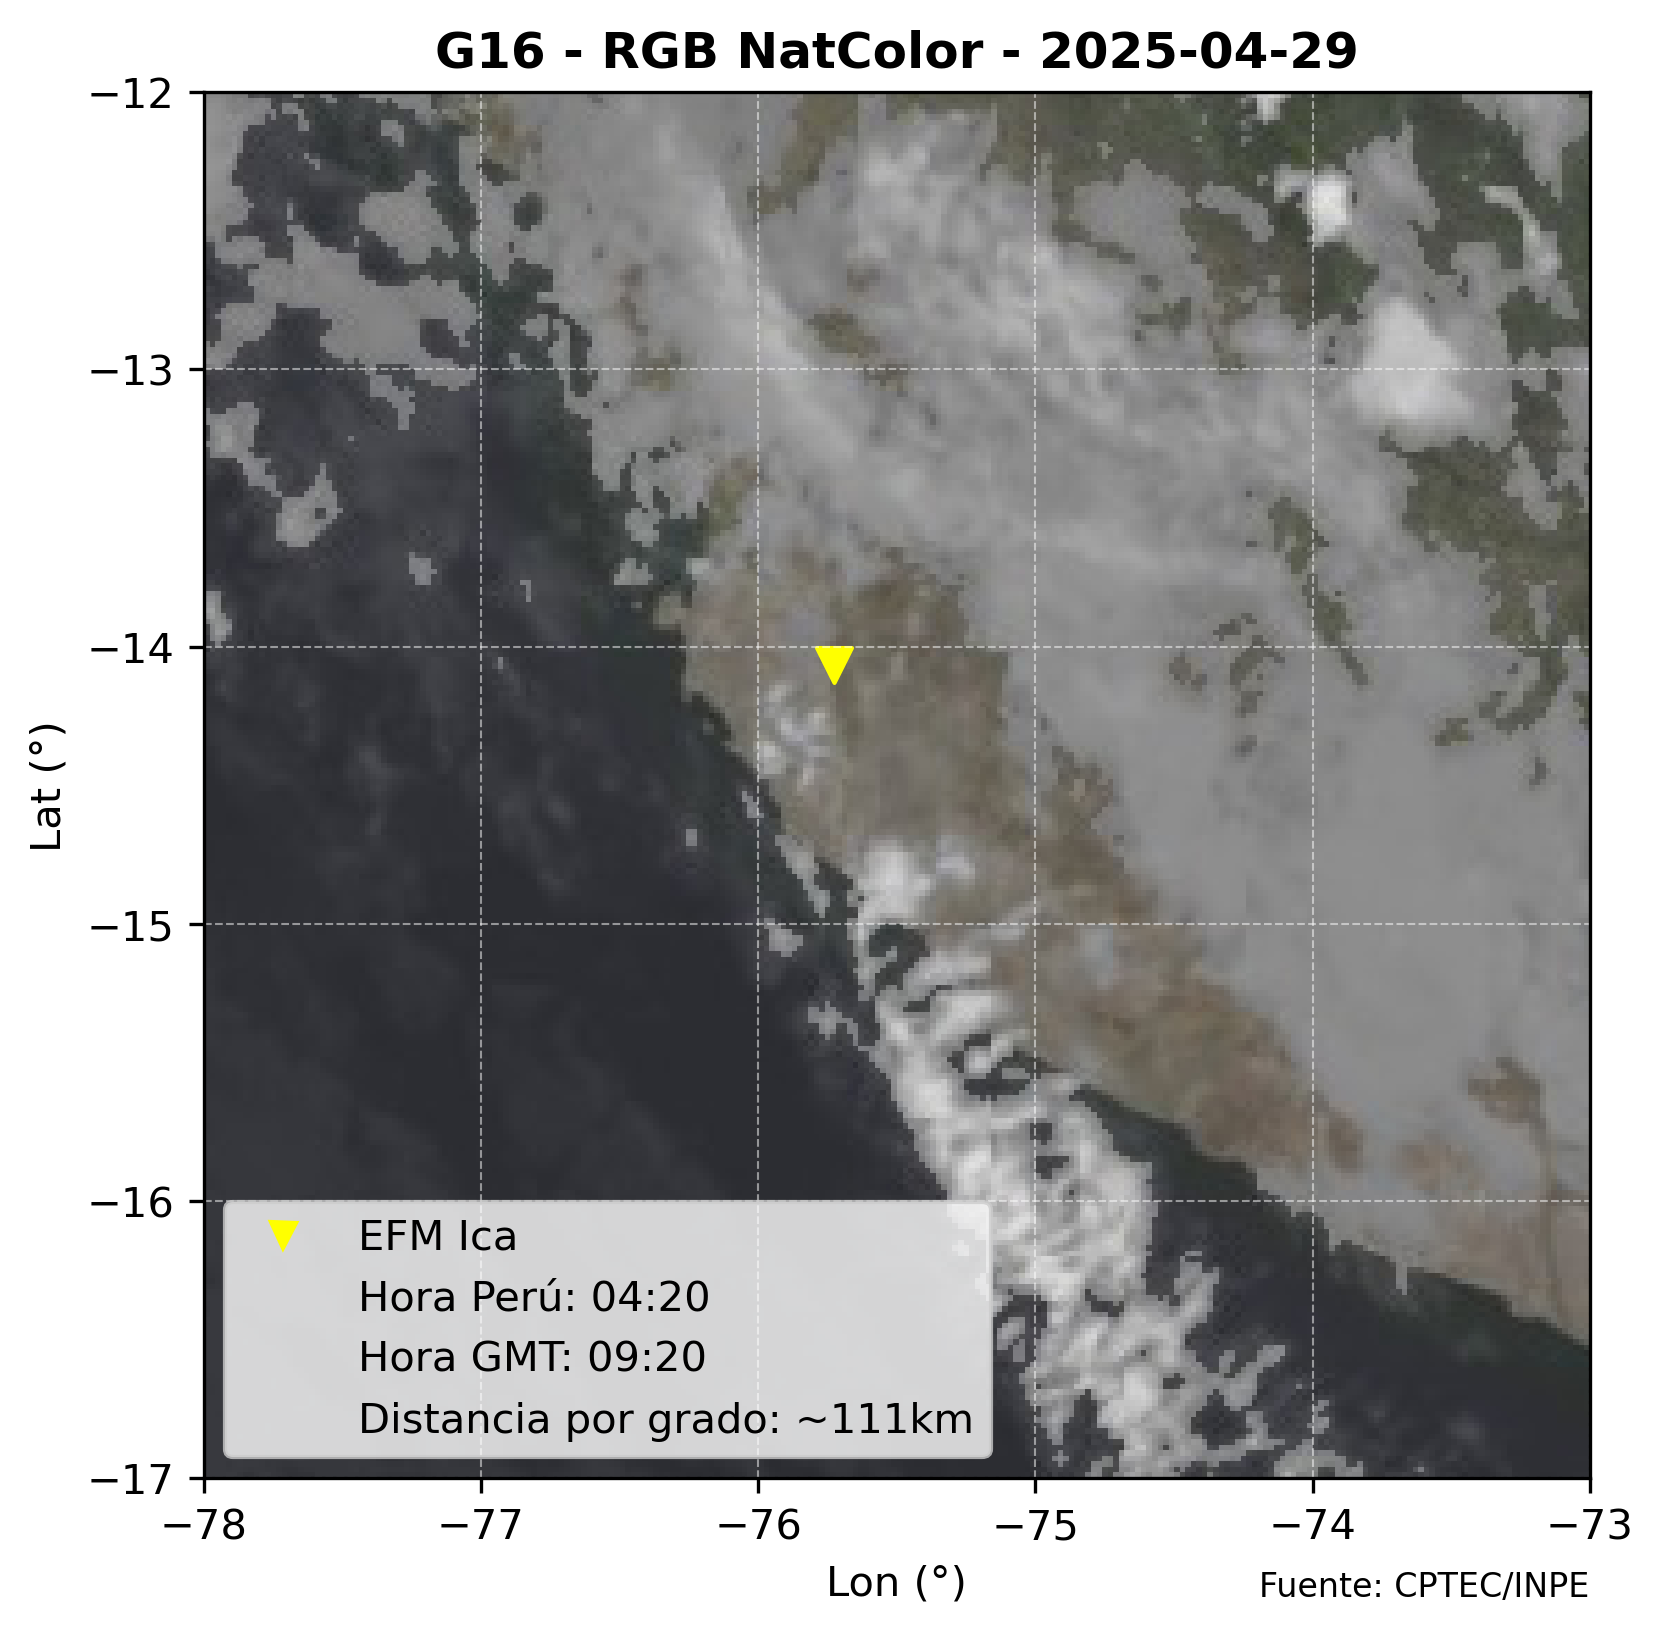 G16 - RGB NatColor - 2025-04-29
−12
−13
−14
−15
−16
−17
Lat (°)
EFM Ica
Hora Perú: 04:20
Hora GMT: 09:20
Distancia por grado: ~111km
−78
−77
−76
−75
−74
−73
Lon (°)
Fuente: CPTEC/INPE